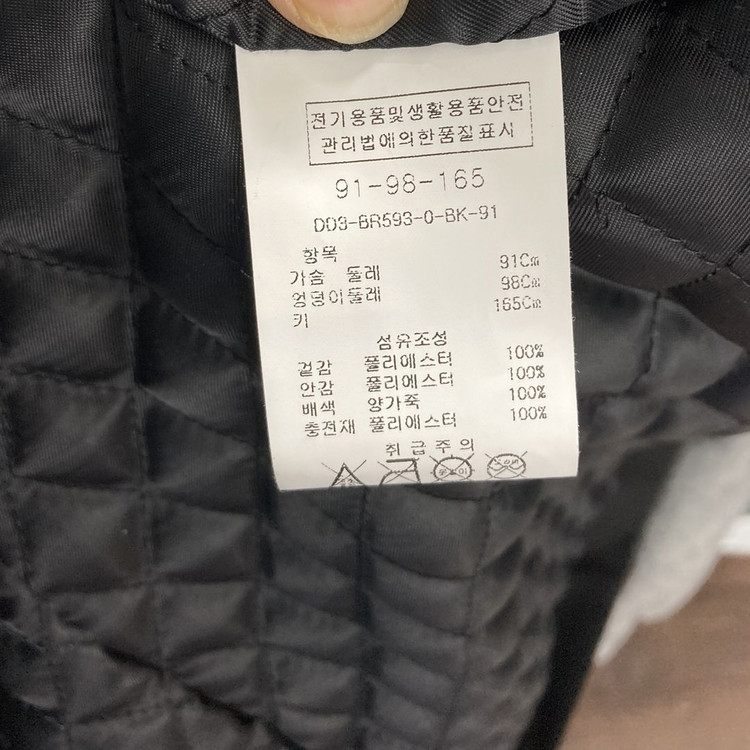 전기용품및생활용품안전
관리법에의한품질표시
91-98-165
DD3-BR593-0-BK-91
항목
가슴 둘레 91Cm
엉덩이둘레 98Cm
키 165Cm
섬유조성
겉감 폴리에스터 100%
안감 폴리에스터 100%
배색 양가죽 100%
충전재 폴리에스터 100%
취급주의